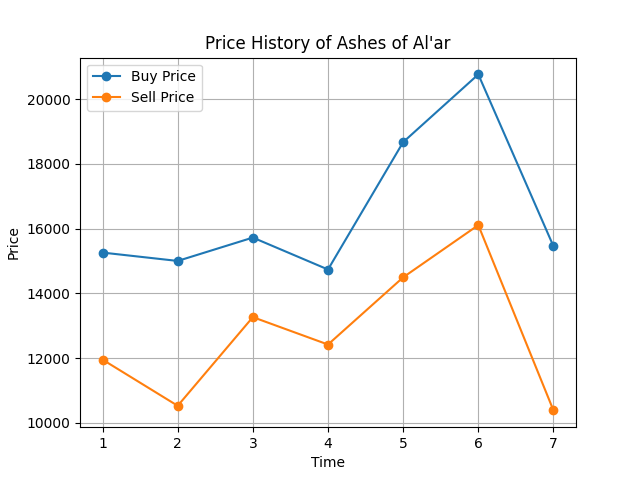 Price History of Ashes of Al'ar
Buy Price
Sell Price
Price
20000
18000
16000
14000
12000
10000
1 2 3 4 5 6 7
Time